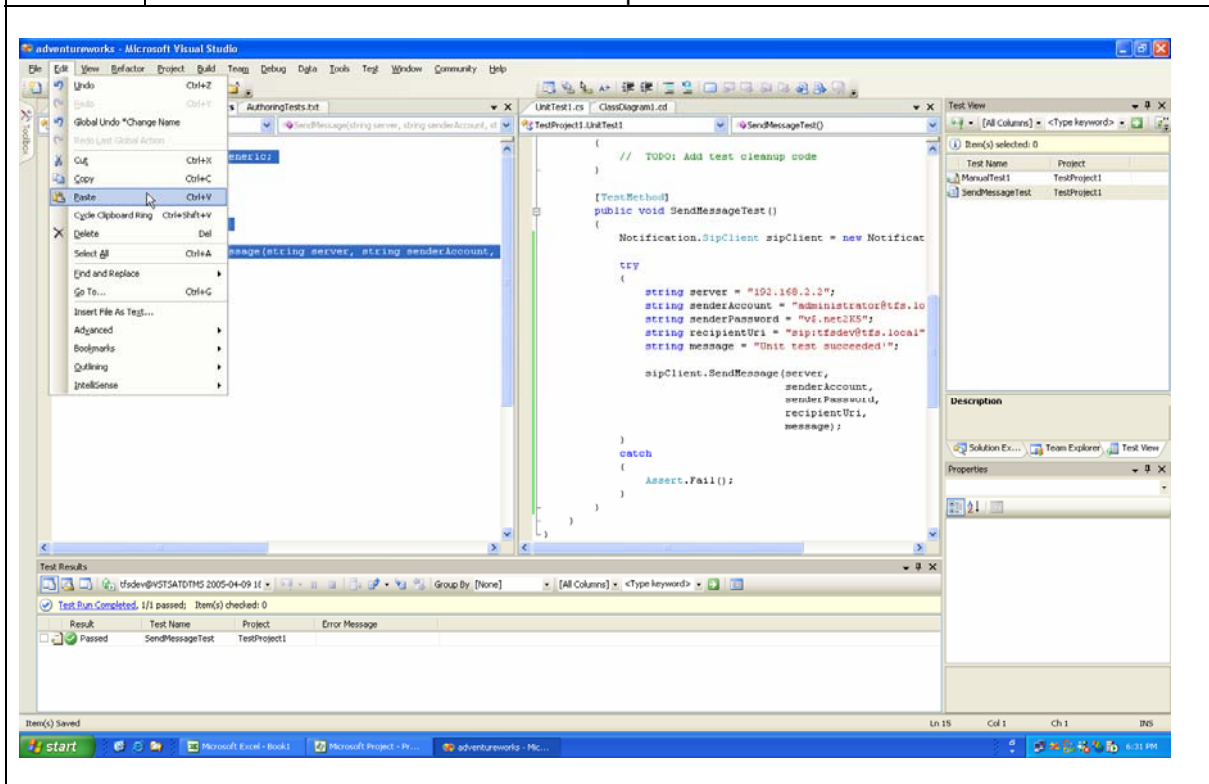 adventureworks - Microsoft Visual Studio
File Edit View Refactor Project Build Team Debug Data Tools Test Window Community Help
Undo Ctrl+Z
Redo Ctrl+Y
Global Undo *Change Name
Redo Last Global Action
Cut Ctrl+X
Copy Ctrl+C
Paste Ctrl+V
Cycle Clipboard Ring Ctrl+Shift+V
Delete Del
Select All Ctrl+A
Find and Replace
Go To... Ctrl+G
Insert File As Text...
Advanced
Bookmarks
Outlining
IntelliSense
Toolbox
AuthoringTests.txt
SendMessage(string server, string senderAccount, st
eneric;
ssage(string server, string senderAccount,
UnitTest1.cs ClassDiagram1.cd
TestProject1.UnitTest1 SendMessageTest()
{
// TODO: Add test cleanup code
}
[TestMethod]
public void SendMessageTest()
{
Notification.SipClient sipClient = new Notificat
try
{
string server = "192.168.2.2";
string senderAccount = "administrator@tfs.lo
string senderPassword = "vS.net2K5";
string recipientUri = "sip:tfsdev@tfs.local"
string message = "Unit test succeeded!";
sipClient.SendMessage(server,
senderAccount,
senderPassword,
recipientUri,
message);
}
catch
{
Assert.Fail();
}
}
}
}
Test View
[All Columns] <Type keyword>
Item(s) selected: 0
Test Name Project
ManualTest1 TestProject1
SendMessageTest TestProject1
Description
Solution Ex... Team Explorer Test View
Properties
Test Results
tfsdev@VSTSATDTMS 2005-04-09 18 Group By [None] [All Columns] <Type keyword>
Test Run Completed, 1/1 passed; Item(s) checked: 0
Result Test Name Project Error Message
Passed SendMessageTest TestProject1
Item(s) Saved Ln 15 Col 1 Ch 1 INS
start Microsoft Excel - Book1 Microsoft Project - Pr... adventureworks - Mic... 6:31 PM